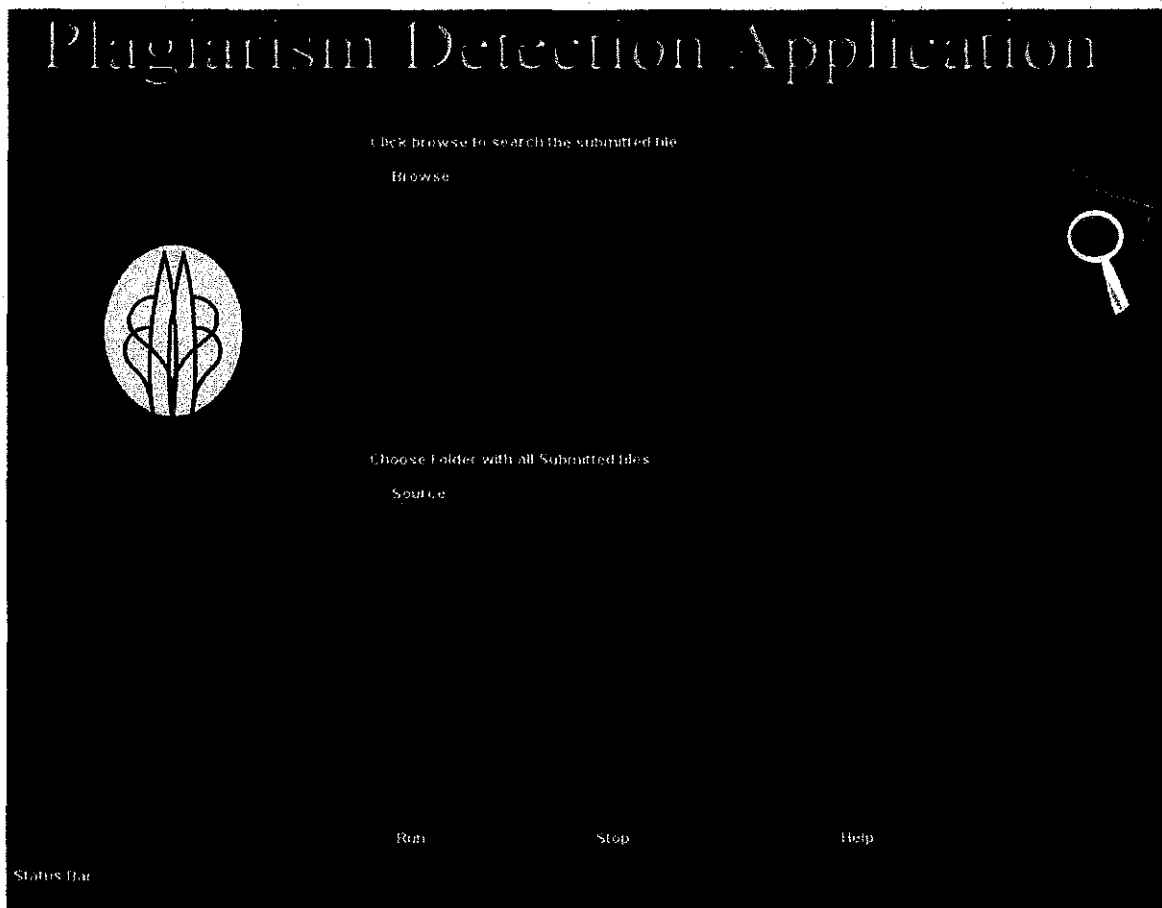 Plagiarism Detection Application
Click browse to search the submitted file
Browse
Choose Folder with all Submitted files
Source
Run Stop Help
Status Bar